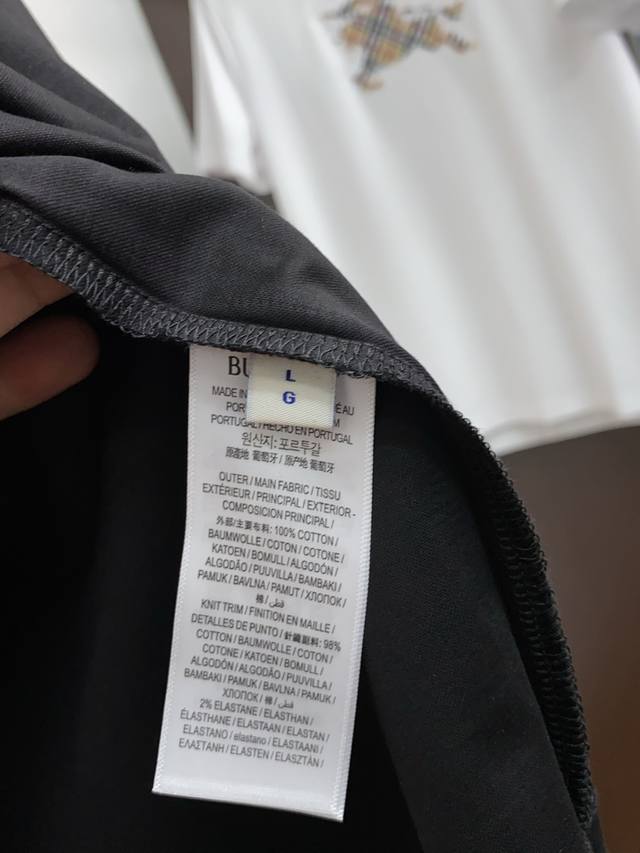 BU
L
G
MADE IN
É AU
POR
M
PORTUGAL / HECHO EN PORTUGAL
원산지: 포르투갈
原產地 葡萄牙 / 原产地 葡萄牙
OUTER / MAIN FABRIC / TISSU
EXTÉRIEUR / PRINCIPAL / EXTERIOR -
COMPOSICION PRINCIPAL /
外部/主要布料: 100% COTTON /
BAUMWOLLE / COTON / COTONE /
KATOEN / BOMULL / ALGODÓN /
ALGODÃO / PUUVILLA / BAMBAKI /
PAMUK / BAVLNA / PAMUT / ХЛОПОК /
棉 / قطن
KNIT TRIM / FINITION EN MAILLE /
DETALLES DE PUNTO / 針織副料: 98%
COTTON / BAUMWOLLE / COTON /
COTONE / KATOEN / BOMULL /
ALGODÓN / ALGODÃO / PUUVILLA /
BAMBAKI / PAMUK / BAVLNA / PAMUK /
ХЛОПОК / 棉 / قطن
2% ELASTANE / ELASTHAN /
ÉLASTHANE / ELASTAAN / ELASTAN /
ELASTANO / elastano / ELASTAANI /
ΕΛΑΣΤΑΝΗ / ELASTEN / ELASZTÁN /